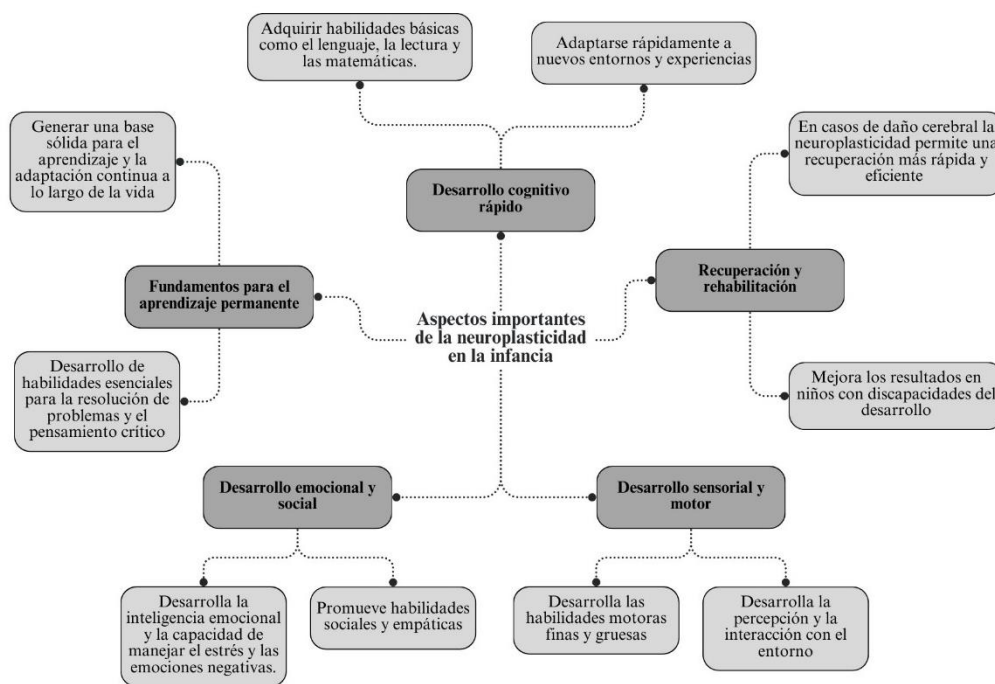 Adquirir habilidades básicas
como el lenguaje, la lectura y
las matemáticas.
Adaptarse rápidamente a
nuevos entornos y experiencias
Generar una base
sólida para el
aprendizaje y la
adaptación continua a
lo largo de la vida
En casos de daño cerebral la
neuroplasticidad permite una
recuperación más rápida y
eficiente
Desarrollo cognitivo
rápido
Fundamentos para el
aprendizaje permanente
Recuperación y
rehabilitación
Aspectos importantes
de la neuroplasticidad
en la infancia
Desarrollo de
habilidades esenciales
para la resolución de
problemas y el
pensamiento crítico
Mejora los resultados en
niños con discapacidades del
desarrollo
Desarrollo emocional y
social
Desarrollo sensorial y
motor
Desarrolla la
inteligencia emocional
y la capacidad de
manejar el estrés y las
emociones negativas.
Promueve habilidades
sociales y empáticas
Desarrolla las
habilidades motoras
finas y gruesas
Desarrolla la
percepción y la
interacción con el
entorno